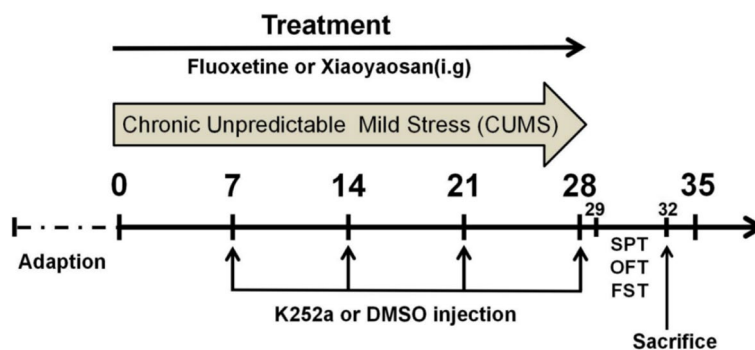 Treatment
Fluoxetine or Xiaoyaosan(i.g)
Chronic Unpredictable Mild Stress (CUMS)
0 7 14 21 28 29 32 35
Adaption
SPT
OFT
FST
K252a or DMSO injection
Sacrifice